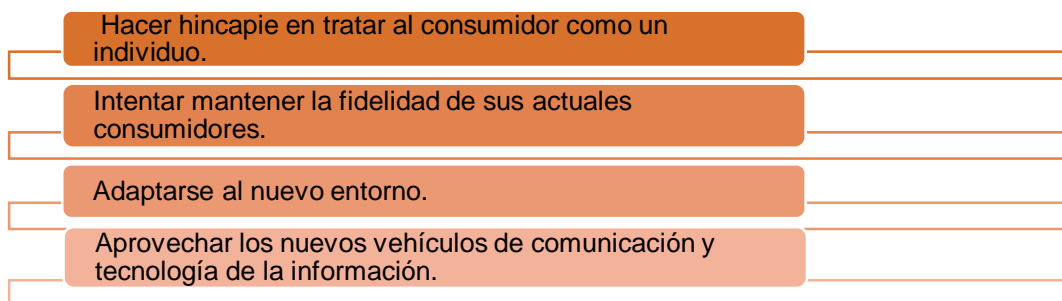 Hacer hincapie en tratar al consumidor como un
individuo.
Intentar mantener la fidelidad de sus actuales
consumidores.
Adaptarse al nuevo entorno.
Aprovechar los nuevos vehículos de comunicación y
tecnología de la información.